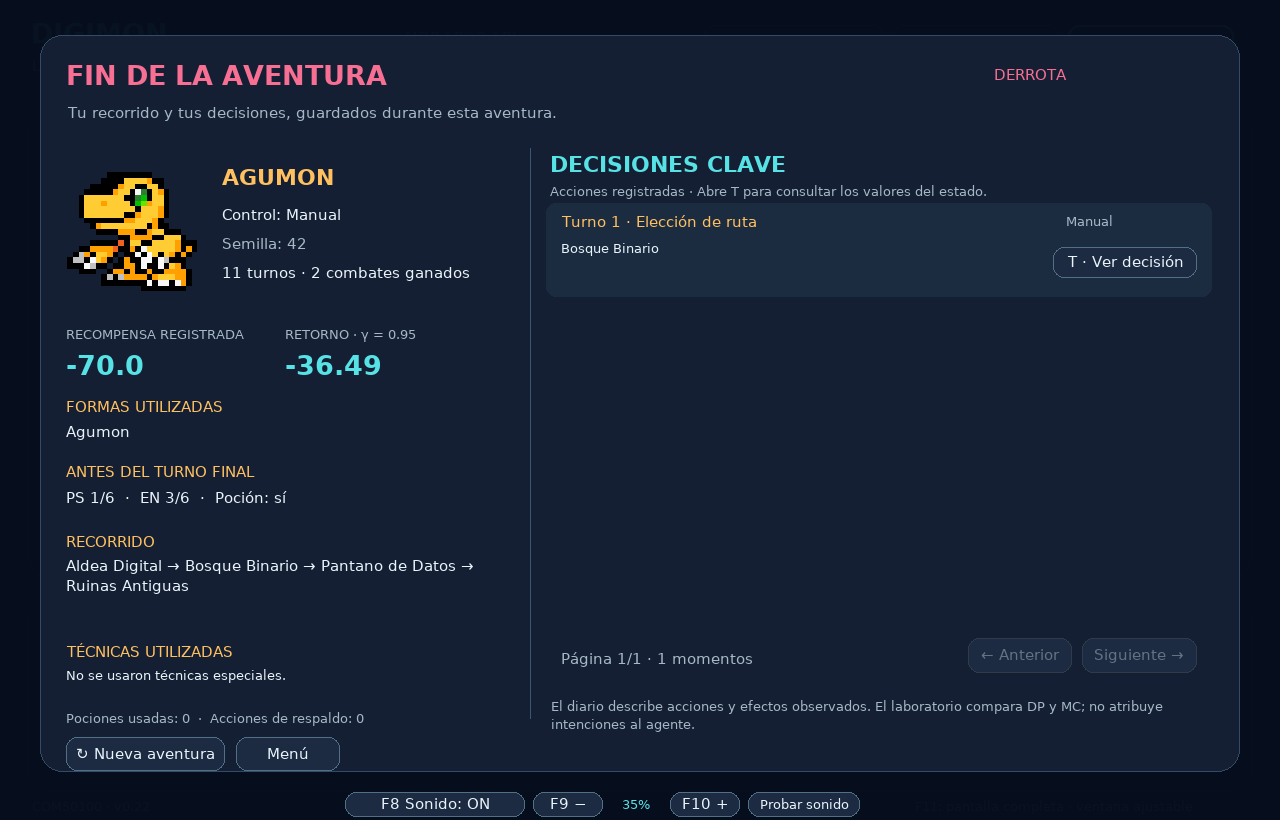 FIN DE LA AVENTURA
DERROTA
Tu recorrido y tus decisiones, guardados durante esta aventura.
AGUMON
Control: Manual
Semilla: 42
11 turnos · 2 combates ganados
RECOMPENSA REGISTRADA
-70.0
RETORNO · γ = 0.95
-36.49
FORMAS UTILIZADAS
Agumon
ANTES DEL TURNO FINAL
PS 1/6 · EN 3/6 · Poción: sí
RECORRIDO
Aldea Digital → Bosque Binario → Pantano de Datos →
Ruinas Antiguas
TÉCNICAS UTILIZADAS
No se usaron técnicas especiales.
Pociones usadas: 0 · Acciones de respaldo: 0
↻ Nueva aventura
Menú
DECISIONES CLAVE
Acciones registradas · Abre T para consultar los valores del estado.
Turno 1 · Elección de ruta
Manual
Bosque Binario
T · Ver decisión
Página 1/1 · 1 momentos
← Anterior
Siguiente →
El diario describe acciones y efectos observados. El laboratorio compara DP y MC; no atribuye
intenciones al agente.
F8 Sonido: ON
F9 −
35%
F10 +
Probar sonido